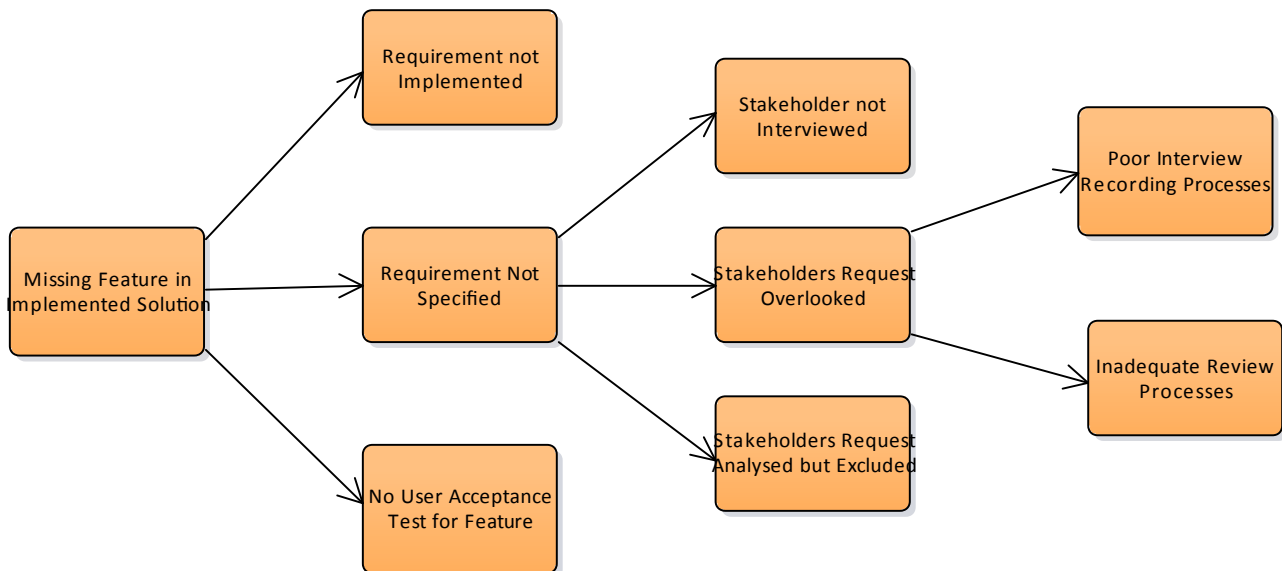 Requirement not
Implemented
Stakeholder not
Interviewed
Poor Interview
Recording Processes
Missing Feature in
Implemented Solution
Requirement Not
Specified
Stakeholders Request
Overlooked
Inadequate Review
Processes
Stakeholders Request
Analysed but Excluded
No User Acceptance
Test for Feature